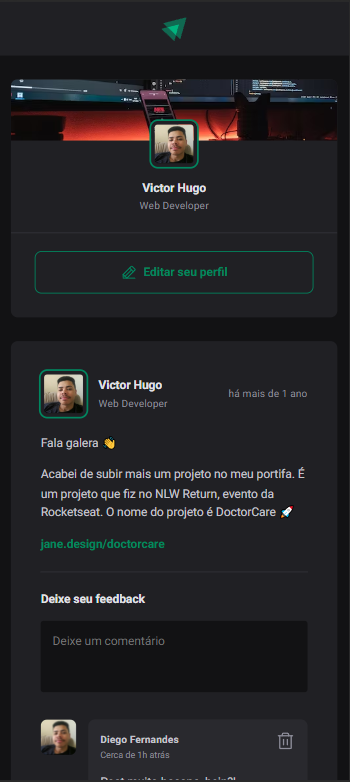 Victor Hugo
Web Developer
Editar seu perfil
Victor Hugo
Web Developer
há mais de 1 ano
Fala galera 👋
Acabei de subir mais um projeto no meu portifa. É
um projeto que fiz no NLW Return, evento da
Rocketseat. O nome do projeto é DoctorCare 🚀
jane.design/doctorcare
Deixe seu feedback
Deixe um comentário
Diego Fernandes
Cerca de 1h atrás